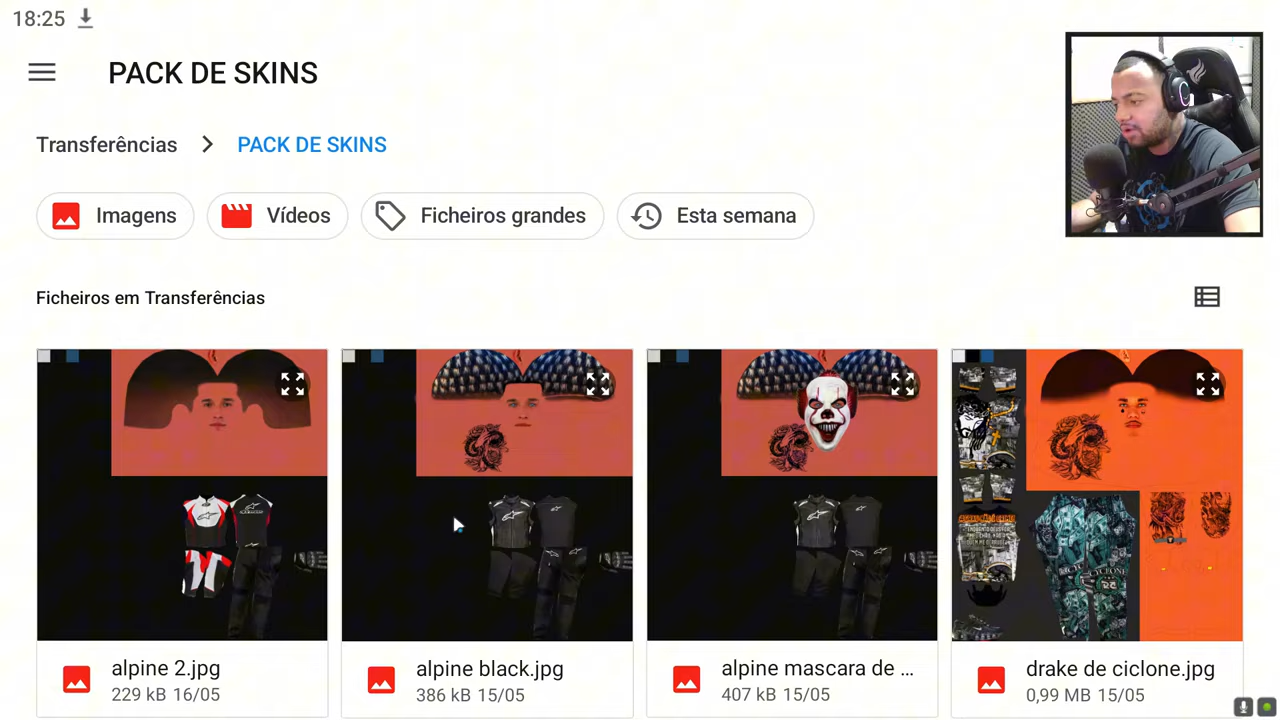 18:25
PACK DE SKINS
Transferências > PACK DE SKINS
Imagens Vídeos Ficheiros grandes Esta semana
Ficheiros em Transferências
alpine 2.jpg
229 kB 16/05
alpine black.jpg
386 kB 15/05
alpine mascara de ...
407 kB 15/05
drake de ciclone.jpg
0,99 MB 15/05